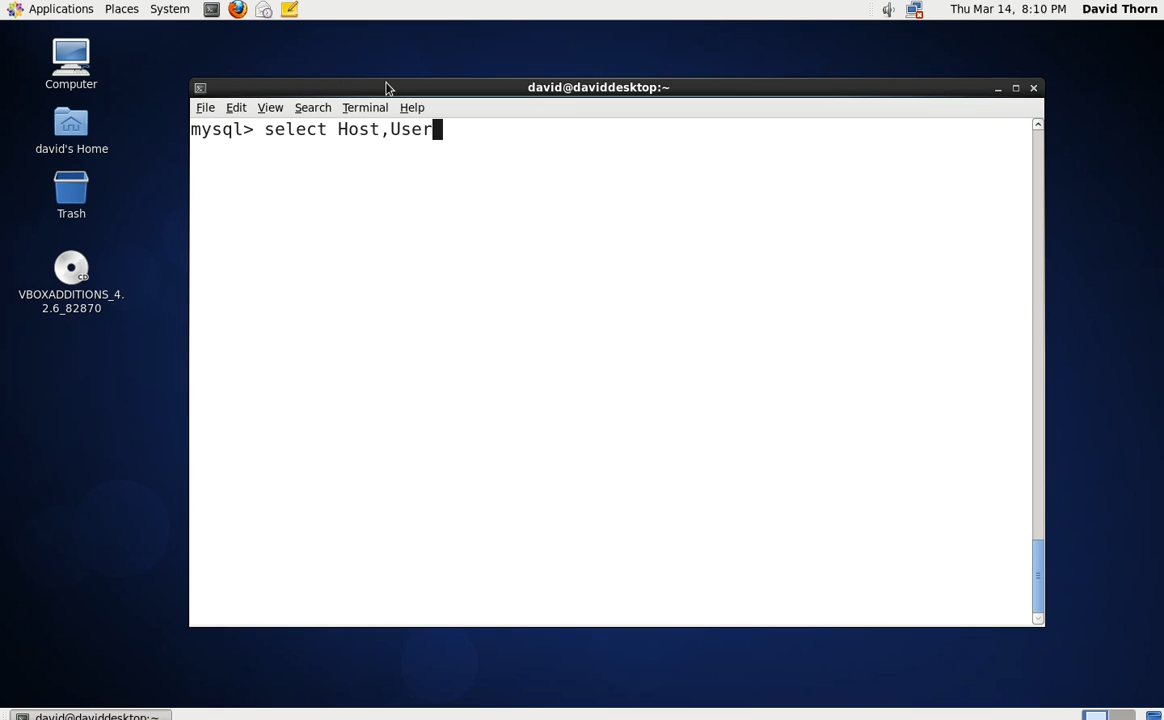 Applications Places System Thu Mar 14, 8:10 PM David Thorn
Computer
david's Home
Trash
VBOXADDITIONS_4.
2.6_82870
david@daviddesktop:~
File Edit View Search Terminal Help
mysql> select Host,User
david@daviddesktop:~